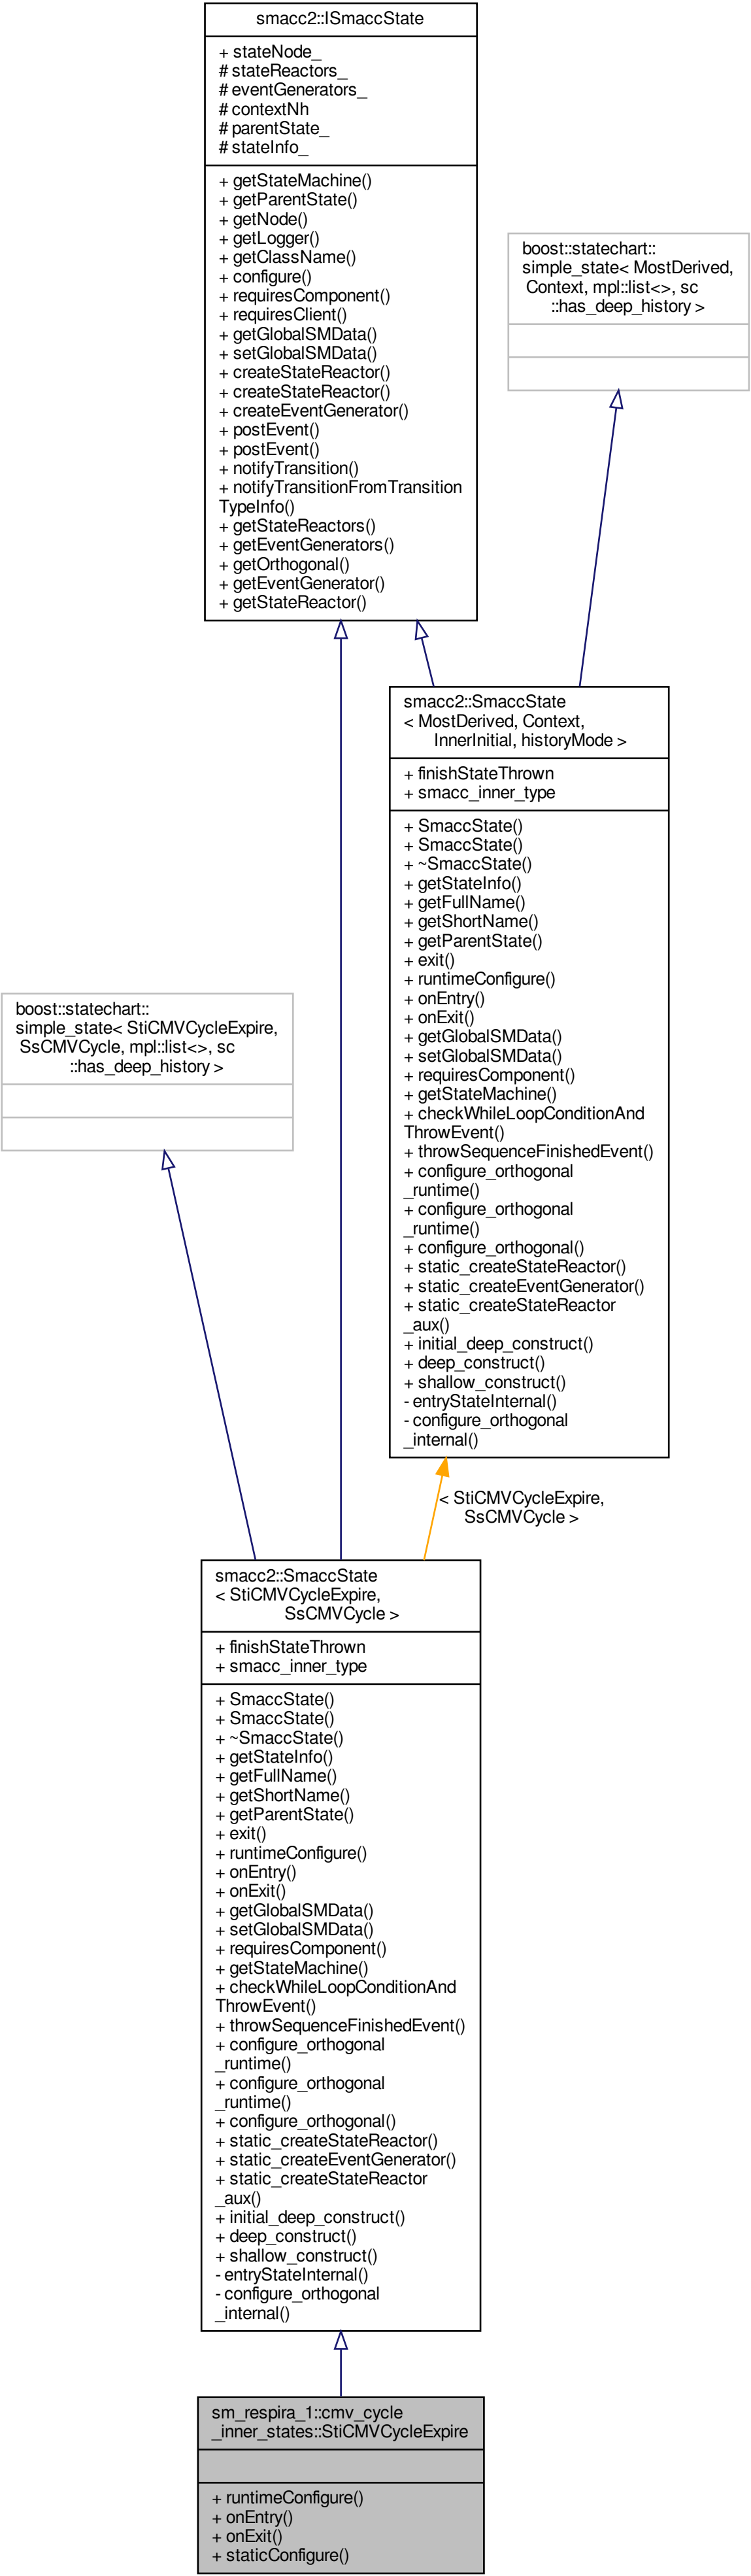 smacc2::ISmaccState
+ stateNode_
# stateReactors_
# eventGenerators_
# contextNh
# parentState_
# stateInfo_
+ getStateMachine()
+ getParentState()
+ getNode()
+ getLogger()
+ getClassName()
+ configure()
+ requiresComponent()
+ requiresClient()
+ getGlobalSMData()
+ setGlobalSMData()
+ createStateReactor()
+ createStateReactor()
+ createEventGenerator()
+ postEvent()
+ postEvent()
+ notifyTransition()
+ notifyTransitionFromTransition
TypeInfo()
+ getStateReactors()
+ getEventGenerators()
+ getOrthogonal()
+ getEventGenerator()
+ getStateReactor()
boost::statechart::
simple_state< MostDerived,
Context, mpl::list<>, sc
::has_deep_history >
smacc2::SmaccState
< MostDerived, Context,
InnerInitial, historyMode >
+ finishStateThrown
+ smacc_inner_type
+ SmaccState()
+ SmaccState()
+ ~SmaccState()
+ getStateInfo()
+ getFullName()
+ getShortName()
+ getParentState()
+ exit()
+ runtimeConfigure()
+ onEntry()
+ onExit()
+ getGlobalSMData()
+ setGlobalSMData()
+ requiresComponent()
+ getStateMachine()
+ checkWhileLoopConditionAnd
ThrowEvent()
+ throwSequenceFinishedEvent()
+ configure_orthogonal
_runtime()
+ configure_orthogonal
_runtime()
+ configure_orthogonal()
+ static_createStateReactor()
+ static_createEventGenerator()
+ static_createStateReactor
_aux()
+ initial_deep_construct()
+ deep_construct()
+ shallow_construct()
- entryStateInternal()
- configure_orthogonal
_internal()
boost::statechart::
simple_state< StiCMVCycleExpire,
SsCMVCycle, mpl::list<>, sc
::has_deep_history >
< StiCMVCycleExpire,
SsCMVCycle >
smacc2::SmaccState
< StiCMVCycleExpire,
SsCMVCycle >
+ finishStateThrown
+ smacc_inner_type
+ SmaccState()
+ SmaccState()
+ ~SmaccState()
+ getStateInfo()
+ getFullName()
+ getShortName()
+ getParentState()
+ exit()
+ runtimeConfigure()
+ onEntry()
+ onExit()
+ getGlobalSMData()
+ setGlobalSMData()
+ requiresComponent()
+ getStateMachine()
+ checkWhileLoopConditionAnd
ThrowEvent()
+ throwSequenceFinishedEvent()
+ configure_orthogonal
_runtime()
+ configure_orthogonal
_runtime()
+ configure_orthogonal()
+ static_createStateReactor()
+ static_createEventGenerator()
+ static_createStateReactor
_aux()
+ initial_deep_construct()
+ deep_construct()
+ shallow_construct()
- entryStateInternal()
- configure_orthogonal
_internal()
sm_respira_1::cmv_cycle
_inner_states::StiCMVCycleExpire
+ runtimeConfigure()
+ onEntry()
+ onExit()
+ staticConfigure()